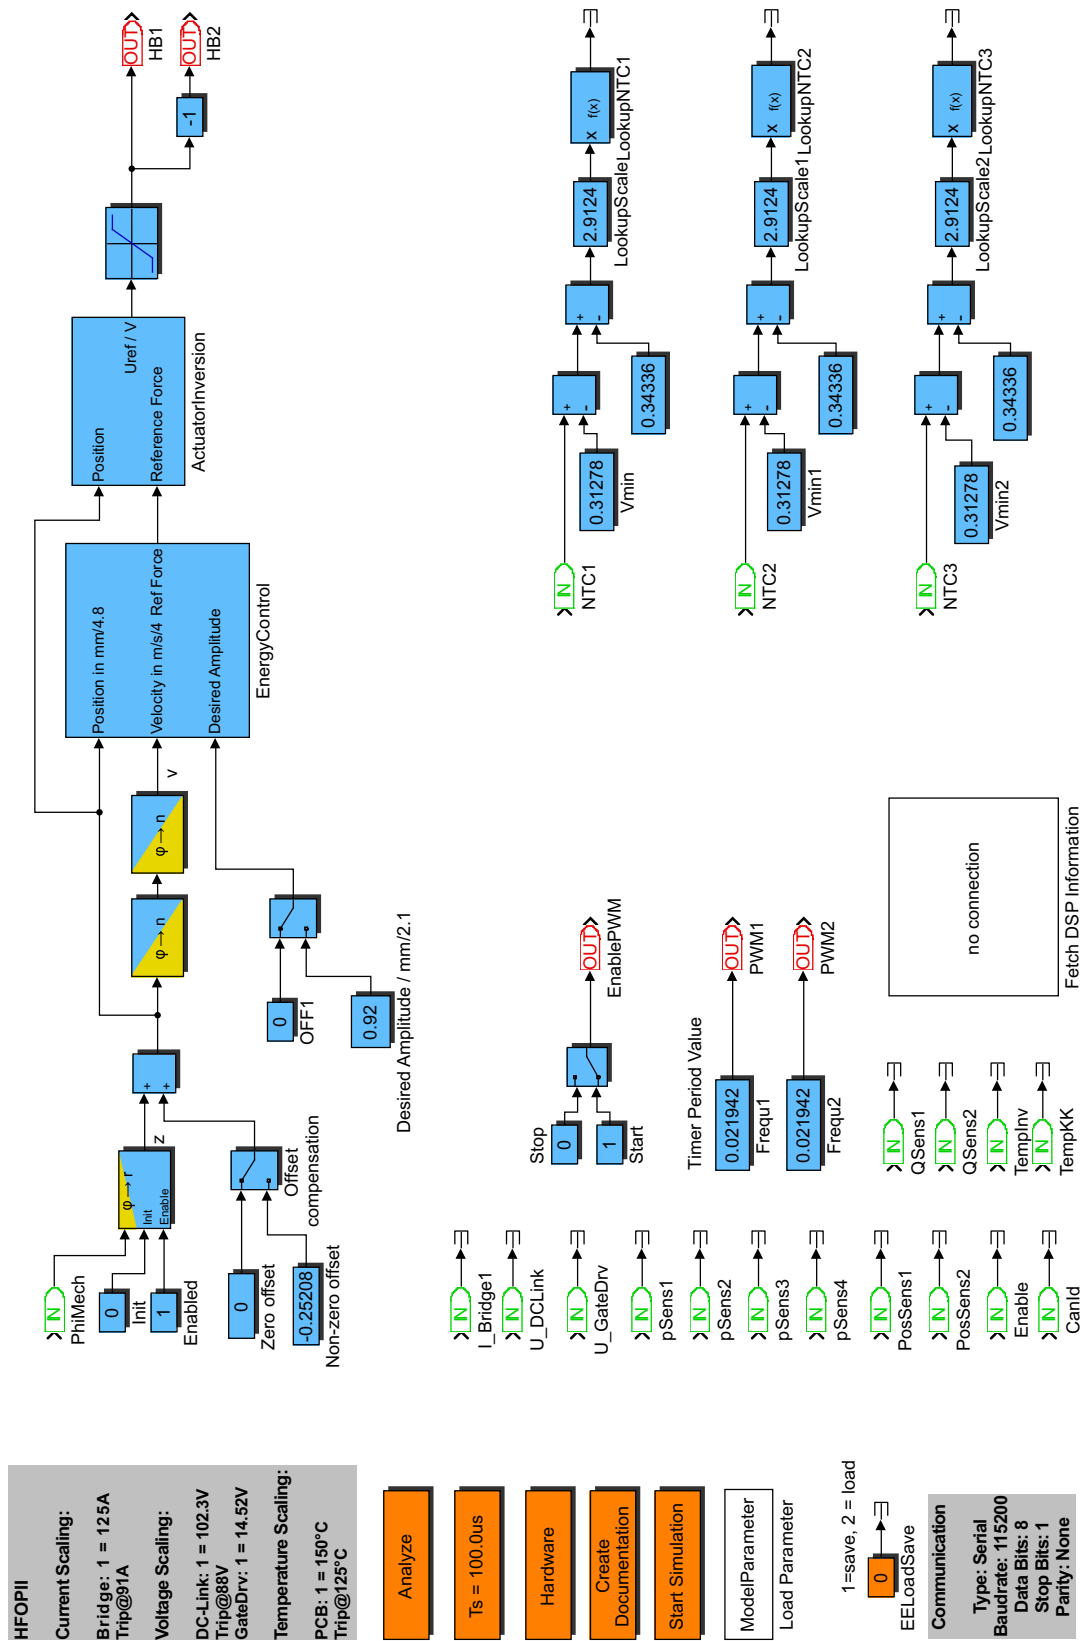 HFOPII
Current Scaling:
Bridge: 1 = 125A
Trip@91A
Voltage Scaling:
DC-Link: 1 = 102.3V
Trip@88V
GateDrv: 1 = 14.52V
Temperature Scaling:
PCB: 1 = 150°C
Trip@125°C
Analyze
Ts = 100.0us
Hardware
Create
Documentation
Start Simulation
ModelParameter
Load Parameter
1=save, 2 = load
0
EELoadSave
Communication
Type: Serial
Baudrate: 115200
Data Bits: 8
Stop Bits: 1
Parity: None
IN
PhiMech
0
Init
1
Enabled
φ → r
Init
Enable
z
0
Zero offset
-0.25208
Non-zero offset
Offset
compensation
+
+
φ → n
φ → n
v
0
OFF1
0.92
Desired Amplitude / mm/2.1
Position in mm/4.8
Velocity in m/s/4
Ref Force
Desired Amplitude
EnergyControl
Position
Uref / V
Reference Force
ActuatorInversion
-1
OUT
HB1
OUT
HB2
IN
I_Bridge1
IN
U_DCLink
IN
U_GateDrv
IN
pSens1
IN
pSens2
IN
pSens3
IN
pSens4
IN
PosSens1
IN
PosSens2
IN
Enable
IN
CanId
Stop
0
1
Start
OUT
EnablePWM
Timer Period Value
0.021942
Frequ1
OUT
PWM1
0.021942
Frequ2
OUT
PWM2
IN
QSens1
IN
QSens2
IN
TempInv
IN
TempKK
no connection
Fetch DSP Information
IN
NTC1
0.31278
Vmin
+
-
0.34336
+
-
2.9124
LookupScale
x f(x)
LookupNTC1
IN
NTC2
0.31278
Vmin1
+
-
0.34336
+
-
2.9124
LookupScale1
x f(x)
LookupNTC2
IN
NTC3
0.31278
Vmin2
+
-
0.34336
+
-
2.9124
LookupScale2
x f(x)
LookupNTC3